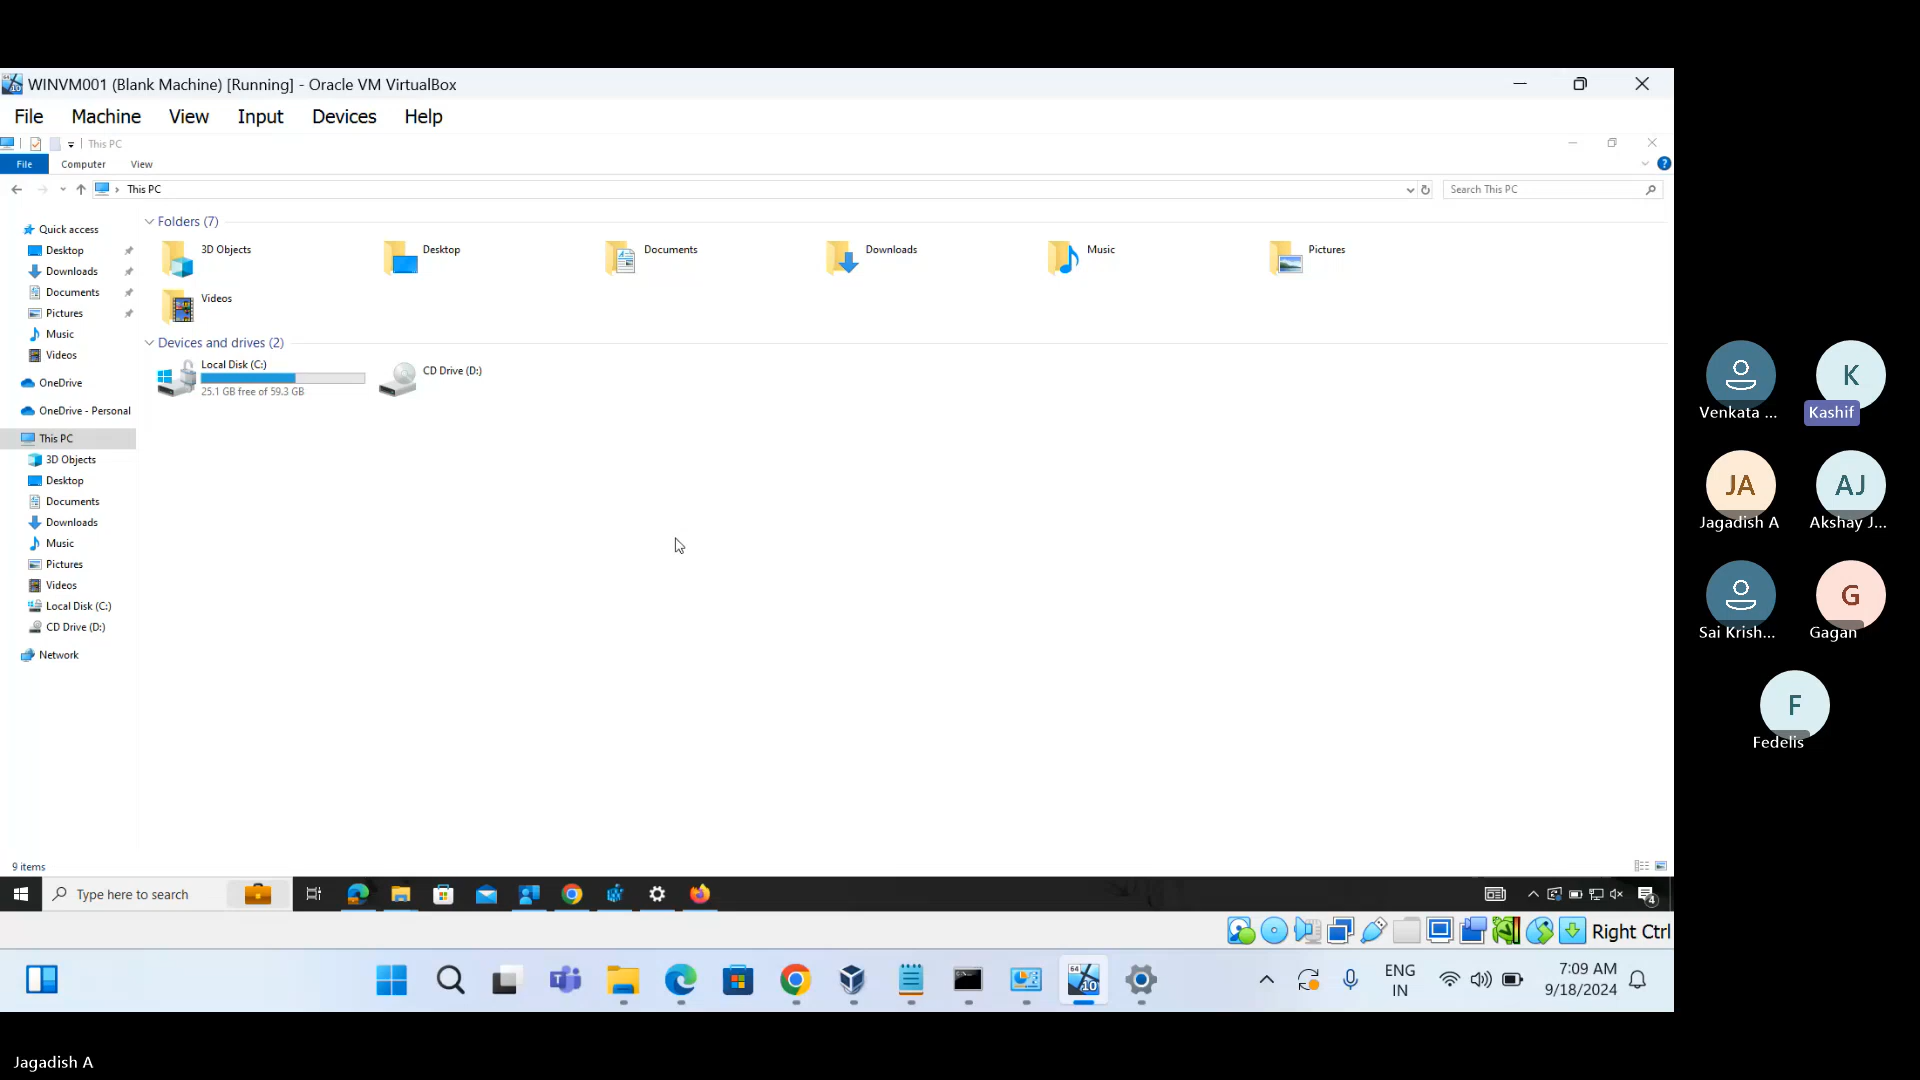 WINVM001 (Blank Machine) [Running] - Oracle VM VirtualBox
File Machine View Input Devices Help
This PC
File Computer View
This PC
Search This PC
Quick access
Desktop
Downloads
Documents
Pictures
Music
Videos
OneDrive
OneDrive - Personal
This PC
3D Objects
Desktop
Documents
Downloads
Music
Pictures
Videos
Local Disk (C:)
CD Drive (D:)
Network
Folders (7)
3D Objects
Desktop
Documents
Downloads
Music
Pictures
Videos
Devices and drives (2)
Local Disk (C:)
25.1 GB free of 59.3 GB
CD Drive (D:)
9 items
Type here to search
4
Right Ctrl
64
10
ENG
IN
7:09 AM
9/18/2024
Venkata ...
K
Kashif
JA
Jagadish A
AJ
Akshay J...
Sai Krish...
G
Gagan
F
Fedelis
Jagadish A